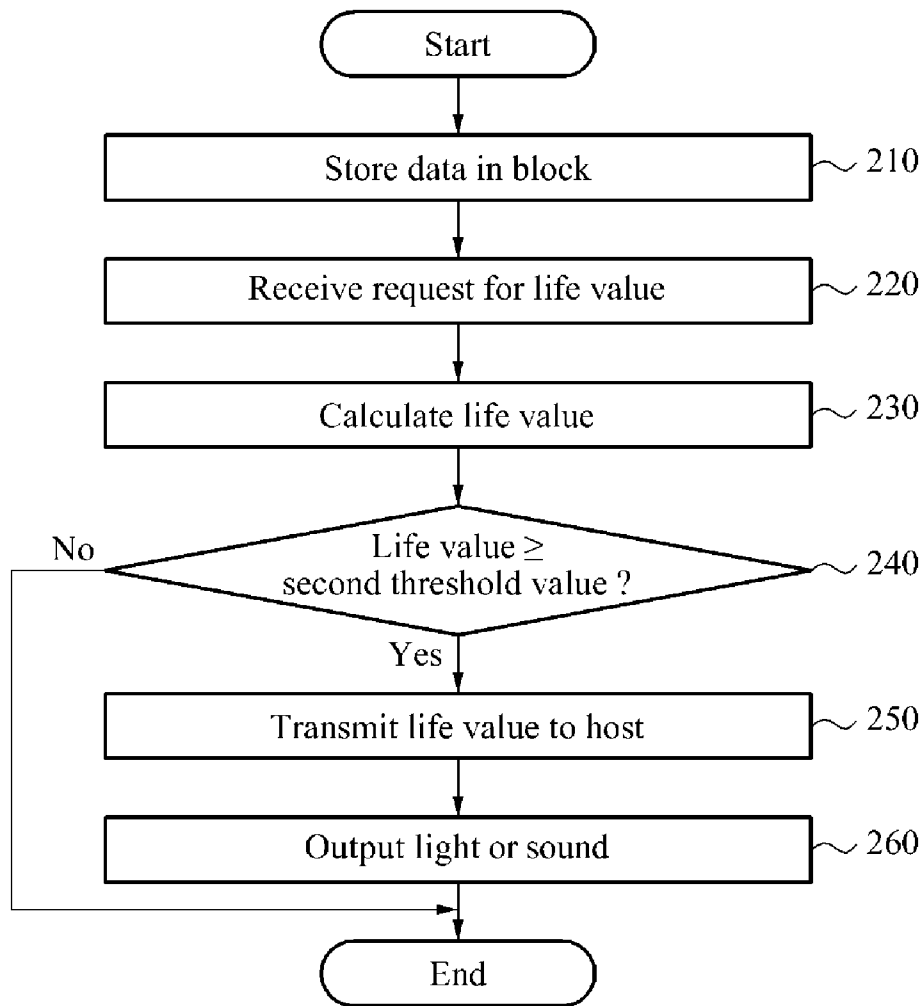 Start
Store data in block
210
Receive request for life value
220
Calculate life value
230
No
Life value ≥
second threshold value ?
240
Yes
Transmit life value to host
250
Output light or sound
260
End